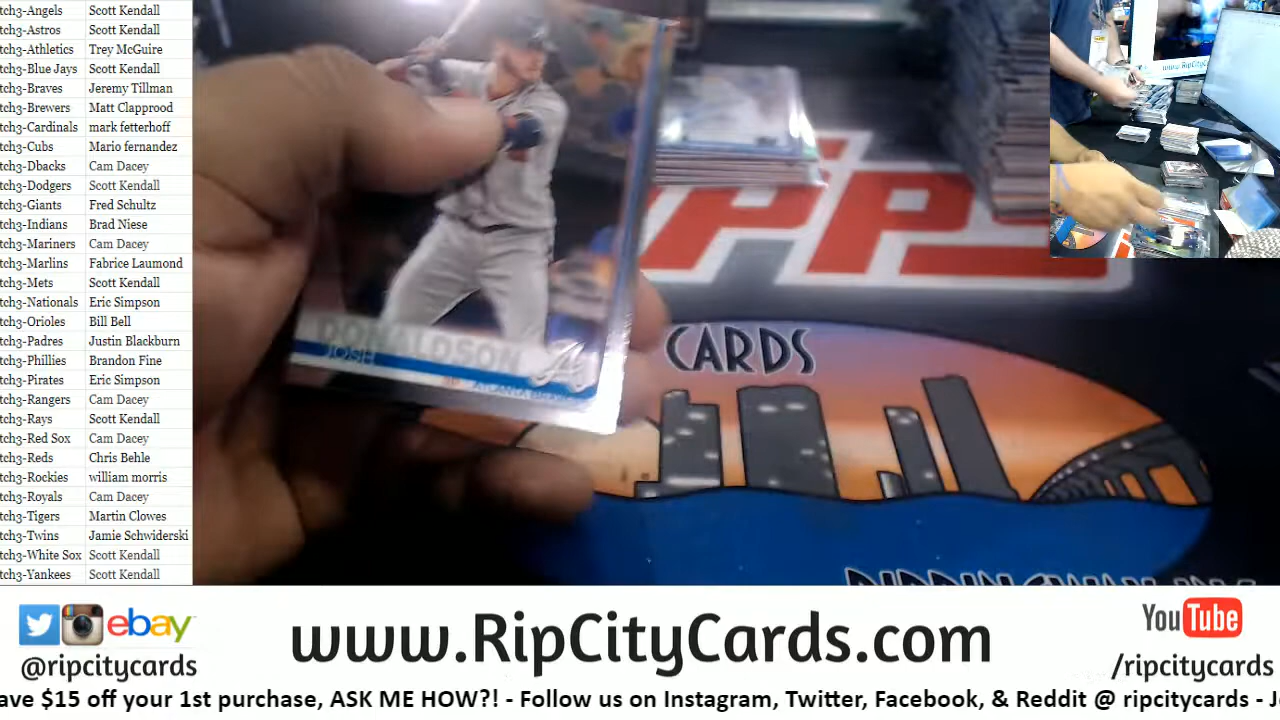 tch3-Angels Scott Kendall
tch3-Astros Scott Kendall
tch3-Athletics Trey McGuire
tch3-Blue Jays Scott Kendall
tch3-Braves Jeremy Tillman
tch3-Brewers Matt Clapprood
tch3-Cardinals mark fetterhoff
tch3-Cubs Mario fernandez
tch3-Dbacks Cam Dacey
tch3-Dodgers Scott Kendall
tch3-Giants Fred Schultz
tch3-Indians Brad Niese
tch3-Mariners Cam Dacey
tch3-Marlins Fabrice Laumond
tch3-Mets Scott Kendall
tch3-Nationals Eric Simpson
tch3-Orioles Bill Bell
tch3-Padres Justin Blackburn
tch3-Phillies Brandon Fine
tch3-Pirates Eric Simpson
tch3-Rangers Cam Dacey
tch3-Rays Scott Kendall
tch3-Red Sox Cam Dacey
tch3-Reds Chris Behle
tch3-Rockies william morris
tch3-Royals Cam Dacey
tch3-Tigers Martin Clowes
tch3-Twins Jamie Schwiderski
tch3-White Sox Scott Kendall
tch3-Yankees Scott Kendall
DONALDSON
JOSH
ATLANTA
CARDS
ebay
@ripcitycards
www.RipCityCards.com
YouTube
/ripcitycards
ave $15 off your 1st purchase, ASK ME HOW?! - Follow us on Instagram, Twitter, Facebook, & Reddit @ ripcitycards - J